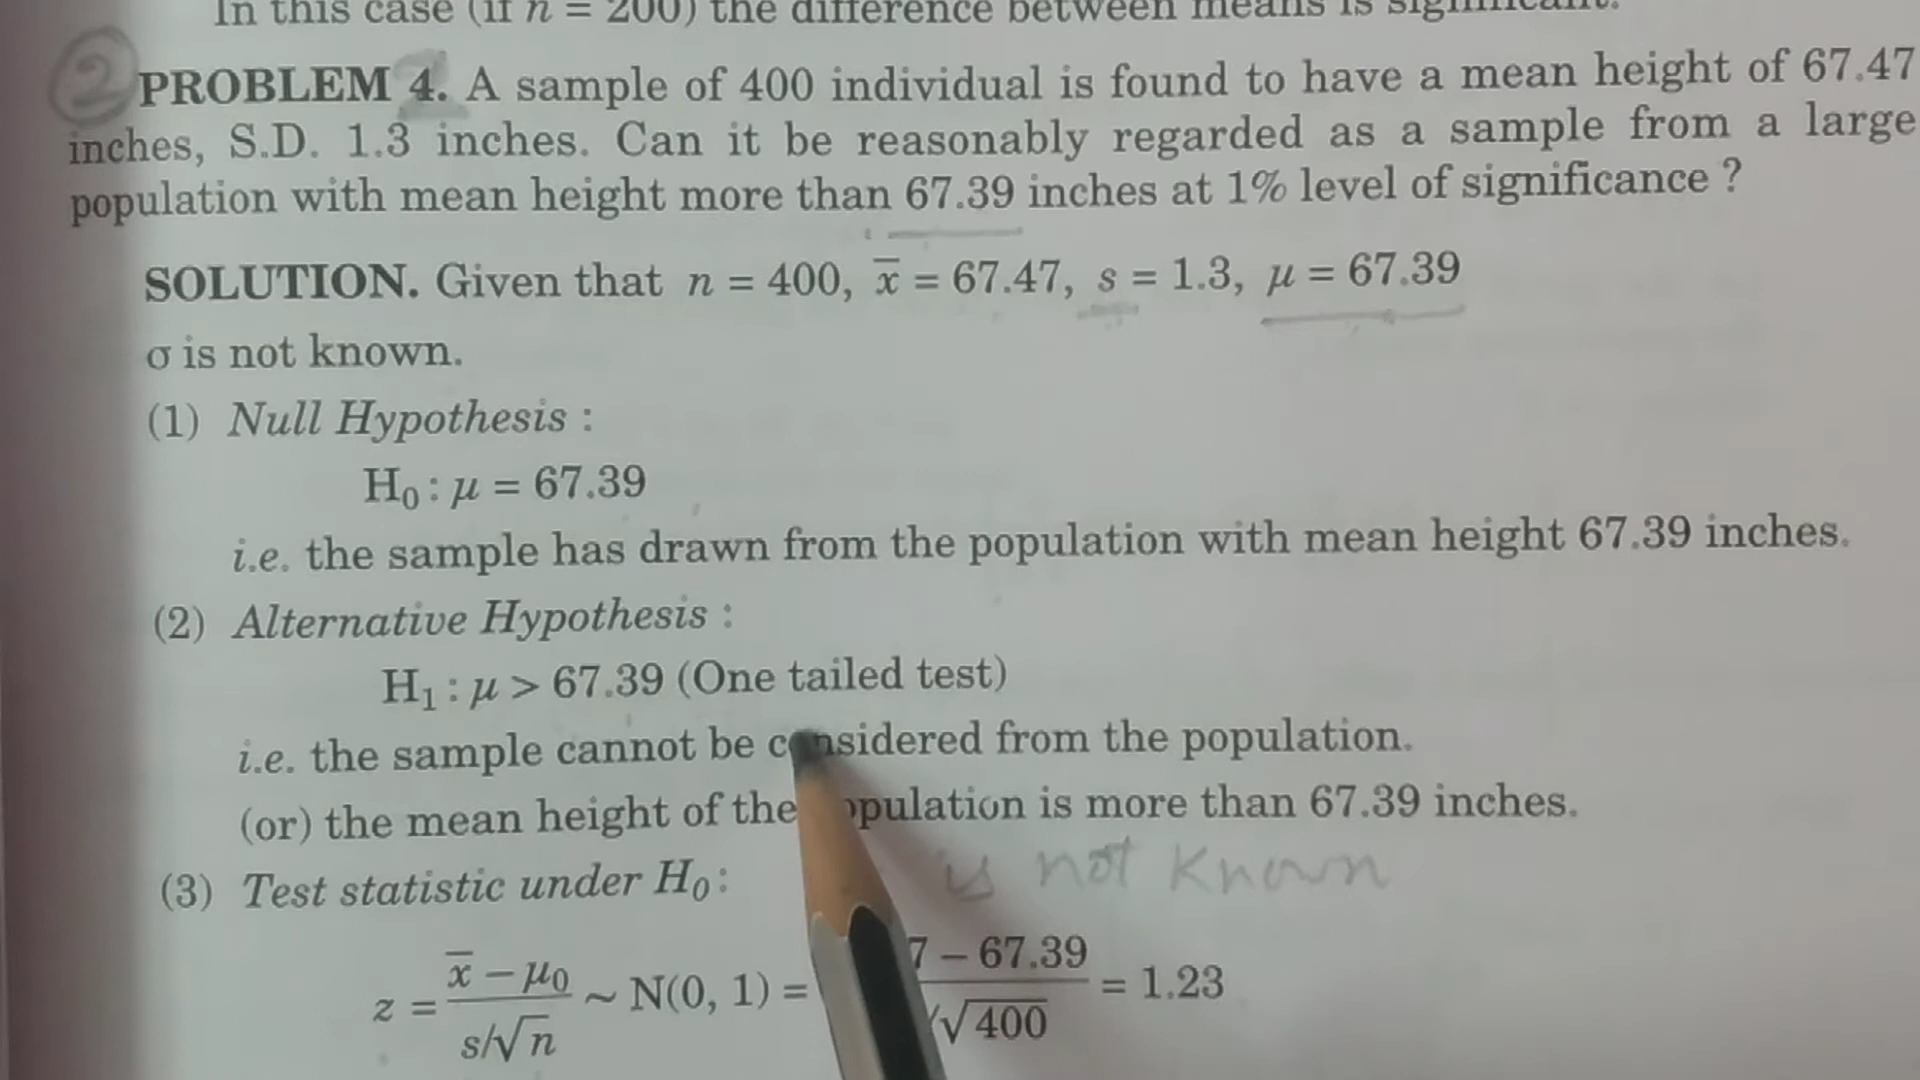 In this case (if n = 200) the difference between means is significant.
2
PROBLEM 4. A sample of 400 individual is found to have a mean height of 67.47
inches, S.D. 1.3 inches. Can it be reasonably regarded as a sample from a large
population with mean height more than 67.39 inches at 1% level of significance ?
SOLUTION. Given that n = 400, x̅ = 67.47, s = 1.3, μ = 67.39
σ is not known.
(1) Null Hypothesis :
H₀ : μ = 67.39
i.e. the sample has drawn from the population with mean height 67.39 inches.
(2) Alternative Hypothesis :
H₁ : μ > 67.39 (One tailed test)
i.e. the sample cannot be considered from the population.
(or) the mean height of the population is more than 67.39 inches.
is not known
(3) Test statistic under H₀ :
z = (x̅ − μ₀)/(s/√n) ~ N(0, 1) = 7 − 67.39 /√400 = 1.23